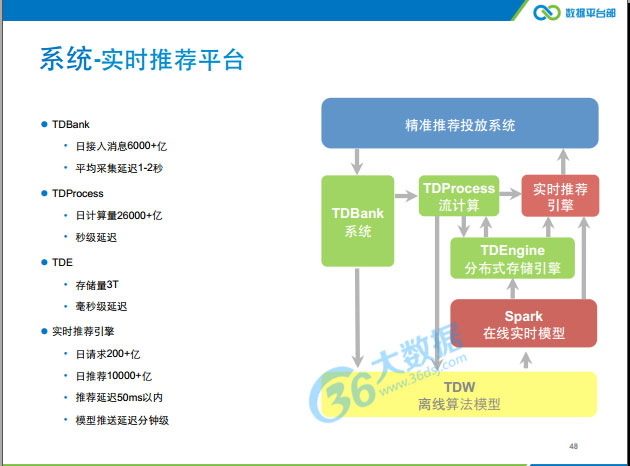 数据平台部
系统-实时推荐平台
TDBank
日接入消息6000+亿
平均采集延迟1-2秒
TDProcess
日计算量26000+亿
秒级延迟
TDE
存储量3T
毫秒级延迟
实时推荐引擎
日请求200+亿
日推荐10000+亿
推荐延迟50ms以内
模型推送延迟分钟级
精准推荐投放系统
TDBank
系统
TDProcess
流计算
实时推荐
引擎
TDEngine
分布式存储引擎
Spark
在线实时模型
TDW
离线算法模型
36大数据
www.36dsj.com
48